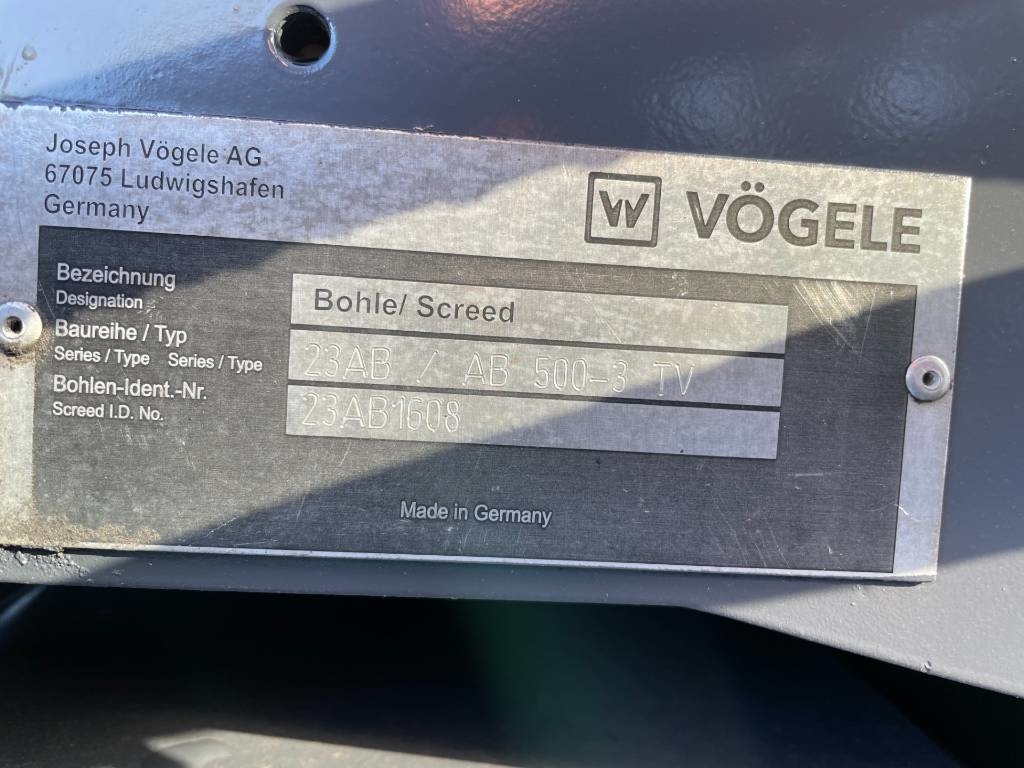 Joseph Vögele AG
67075 Ludwigshafen
Germany
VÖGELE
Bezeichnung
Designation
Bohle/ Screed
Baureihe / Typ
Series / Type Series / Type
23AB / AB 500-3 TV
Bohlen-Ident.-Nr.
Screed I.D. No.
23AB1608
Made in Germany